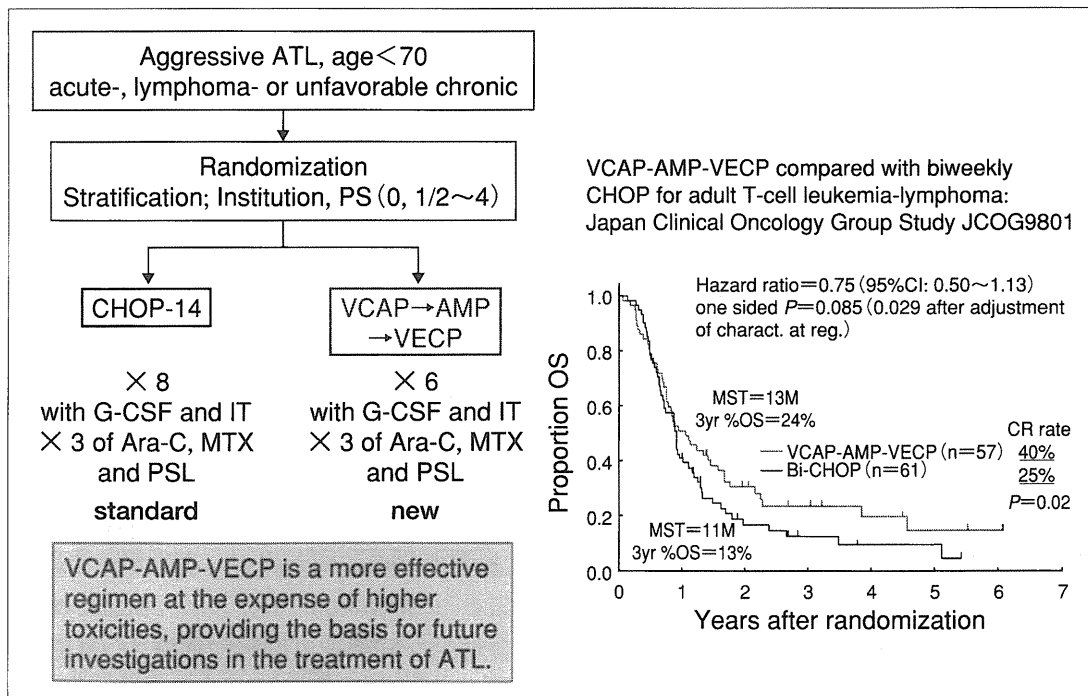 Aggressive ATL, age<70
acute-, lymphoma- or unfavorable chronic
Randomization
Stratification; Institution, PS (0, 1/2～4)
CHOP-14
× 8
with G-CSF and IT
× 3 of Ara-C, MTX
and PSL
standard
VCAP→AMP
→VECP
× 6
with G-CSF and IT
× 3 of Ara-C, MTX
and PSL
new
VCAP-AMP-VECP is a more effective
regimen at the expense of higher
toxicities, providing the basis for future
investigations in the treatment of ATL.
VCAP-AMP-VECP compared with biweekly
CHOP for adult T-cell leukemia-lymphoma:
Japan Clinical Oncology Group Study JCOG9801
Hazard ratio=0.75 (95%CI: 0.50～1.13)
one sided P=0.085 (0.029 after adjustment
of charact. at reg.)
MST=13M
3yr %OS=24%
CR rate
VCAP-AMP-VECP (n=57) 40%
Bi-CHOP (n=61) 25%
P=0.02
MST=11M
3yr %OS=13%
Proportion OS
1.0
0.8
0.6
0.4
0.2
0.0
0 1 2 3 4 5 6 7
Years after randomization